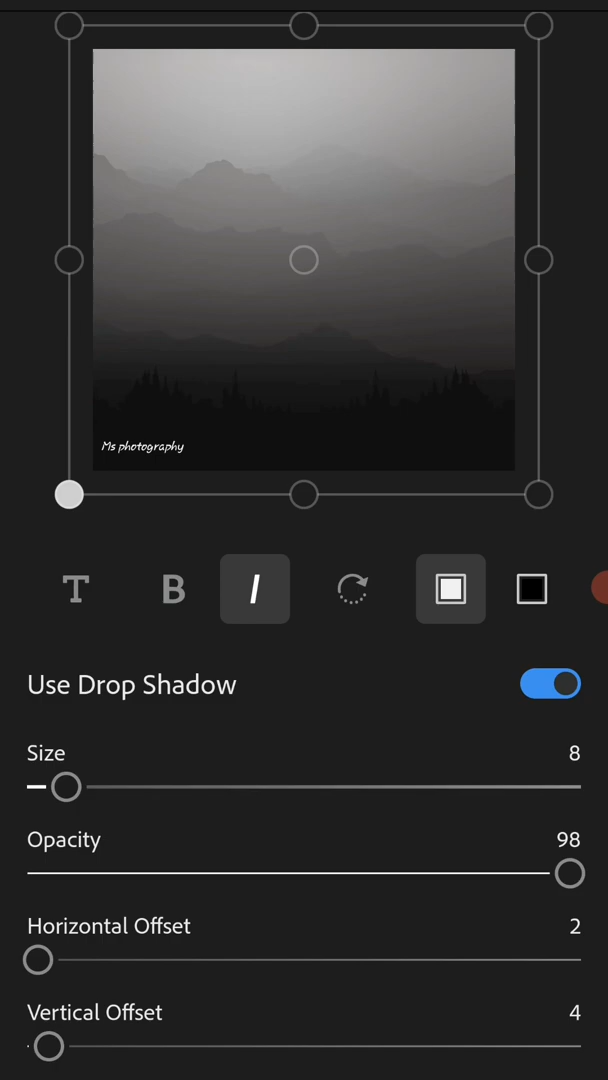 Ms photography
T B I
Use Drop Shadow
Size 8
Opacity 98
Horizontal Offset 2
Vertical Offset 4